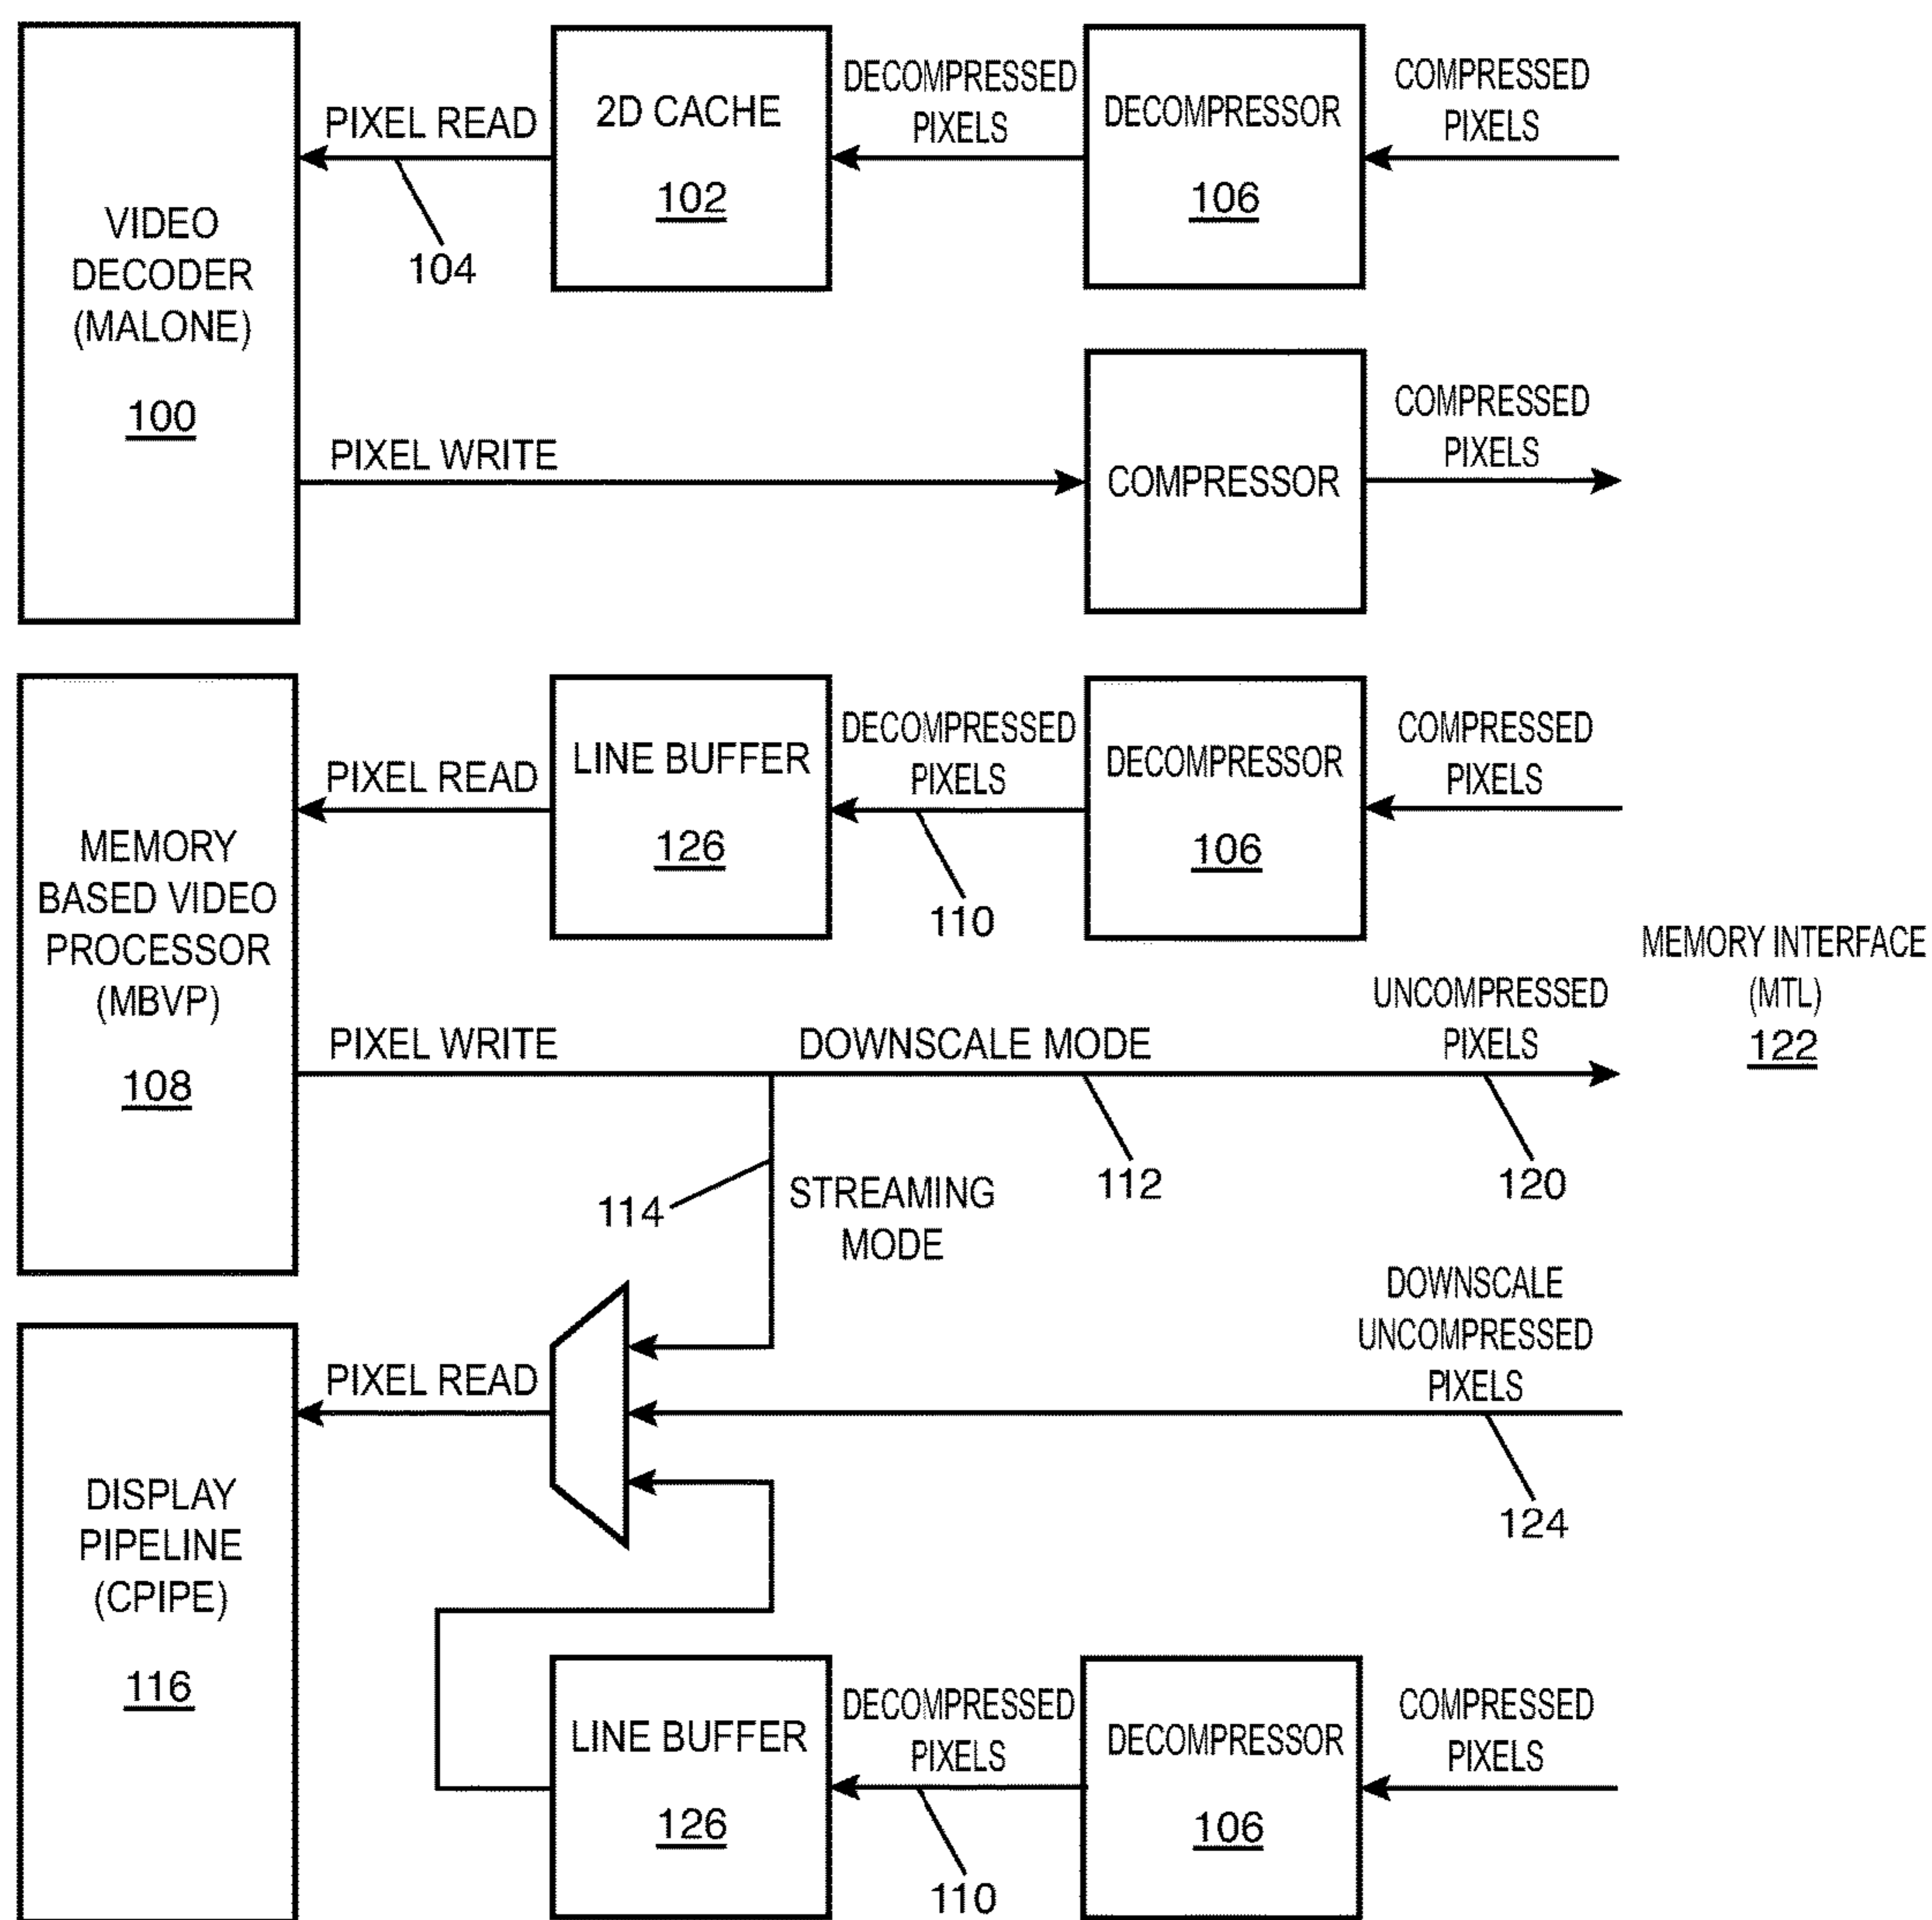 VIDEO
DECODER
(MALONE)
100
PIXEL READ
104
2D CACHE
102
DECOMPRESSED
PIXELS
DECOMPRESSOR
106
COMPRESSED
PIXELS
PIXEL WRITE
COMPRESSOR
COMPRESSED
PIXELS
MEMORY
BASED VIDEO
PROCESSOR
(MBVP)
108
PIXEL READ
LINE BUFFER
126
DECOMPRESSED
PIXELS
110
DECOMPRESSOR
106
COMPRESSED
PIXELS
MEMORY INTERFACE
(MTL)
122
PIXEL WRITE
DOWNSCALE MODE
112
UNCOMPRESSED
PIXELS
120
114
STREAMING
MODE
DISPLAY
PIPELINE
(CPIPE)
116
PIXEL READ
DOWNSCALE
UNCOMPRESSED
PIXELS
124
LINE BUFFER
126
DECOMPRESSED
PIXELS
110
DECOMPRESSOR
106
COMPRESSED
PIXELS